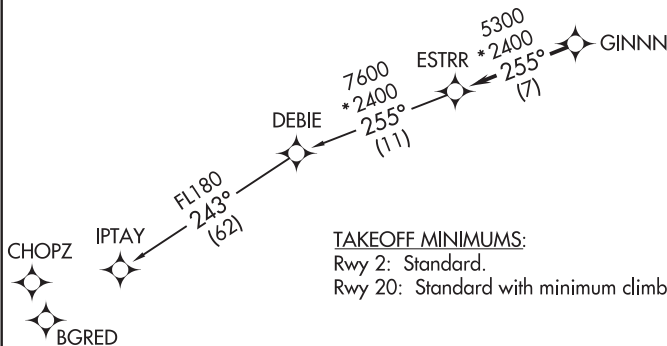 5300
*2400
255°
(7)
GINNN
ESTRR
7600
*2400
255°
(11)
DEBIE
FL180
243°
(62)
IPTAY
CHOPZ
BGRED
TAKEOFF MINIMUMS:
Rwy 2: Standard.
Rwy 20: Standard with minimum climb